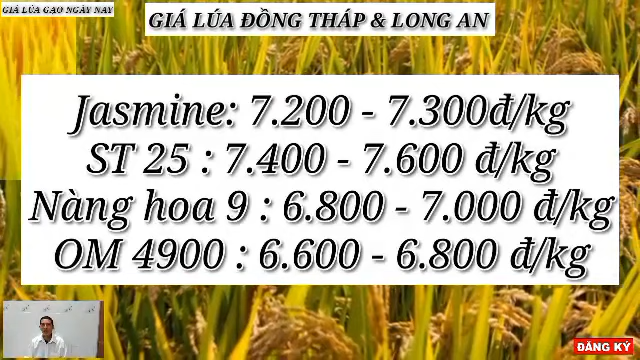 GIÁ LÚA GẠO NGÀY NAY
GIÁ LÚA ĐỒNG THÁP & LONG AN
Jasmine: 7.200 - 7.300đ/kg
ST 25 : 7.400 - 7.600 đ/kg
Nàng hoa 9 : 6.800 - 7.000 đ/kg
OM 4900 : 6.600 - 6.800 đ/kg
ĐĂNG KÝ